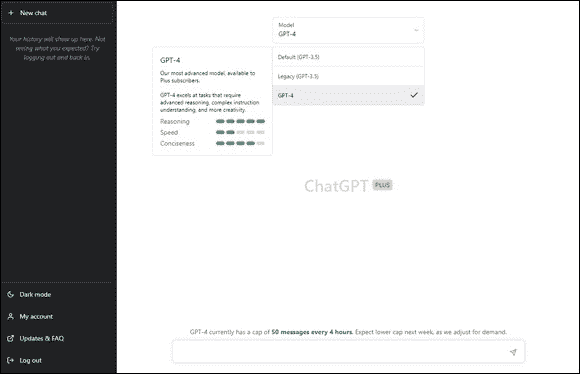 + New chat
Your history will show up here. Not
seeing what you expected? Try
logging out and back in.
Dark mode
My account
Updates & FAQ
Log out
Model
GPT-4
Default (GPT-3.5)
Legacy (GPT-3.5)
GPT-4
GPT-4
Our most advanced model, available to
Plus subscribers.
GPT-4 excels at tasks that require
advanced reasoning, complex instruction
understanding, and more creativity.
Reasoning
Speed
Conciseness
ChatGPT PLUS
GPT-4 currently has a cap of 50 messages every 4 hours. Expect lower cap next week, as we adjust for demand.